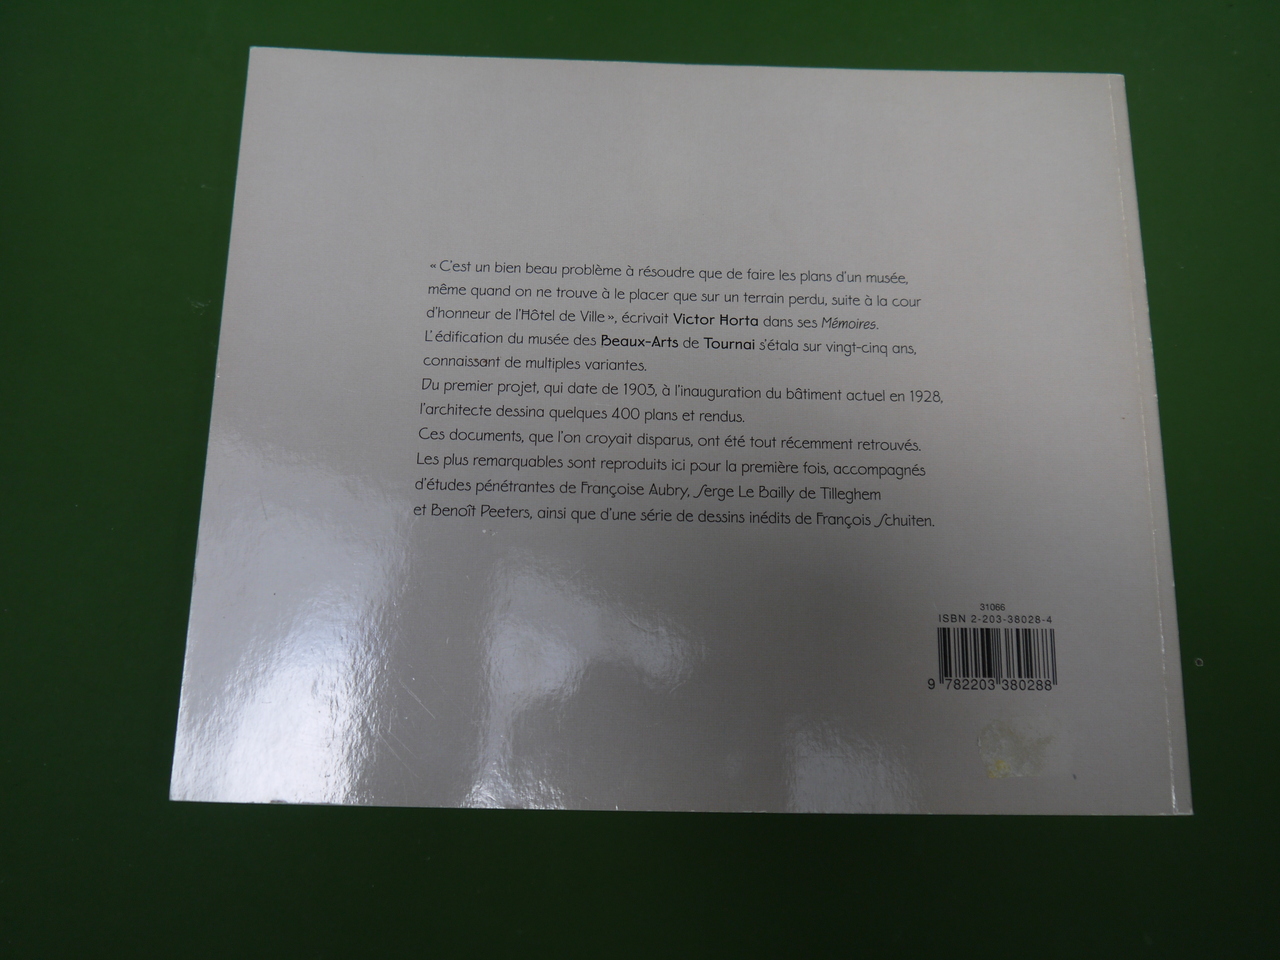 « C'est un bien beau problème à résoudre que de faire les plans d'un musée,
même quand on ne trouve à le placer que sur un terrain perdu, suite à la cour
d'honneur de l'Hôtel de Ville », écrivait Victor Horta dans ses Mémoires.
L'édification du musée des Beaux-Arts de Tournai s'étala sur vingt-cinq ans,
connaissant de multiples variantes.
Du premier projet, qui date de 1903, à l'inauguration du bâtiment actuel en 1928,
l'architecte dessina quelques 400 plans et rendus.
Ces documents, que l'on croyait disparus, ont été tout récemment retrouvés.
Les plus remarquables sont reproduits ici pour la première fois, accompagnés
d'études pénétrantes de Françoise Aubry, Serge Le Bailly de Tilleghem
et Benoît Peeters, ainsi que d'une série de dessins inédits de François Schuiten.
31066
ISBN 2-203-38028-4
9 782203 380288